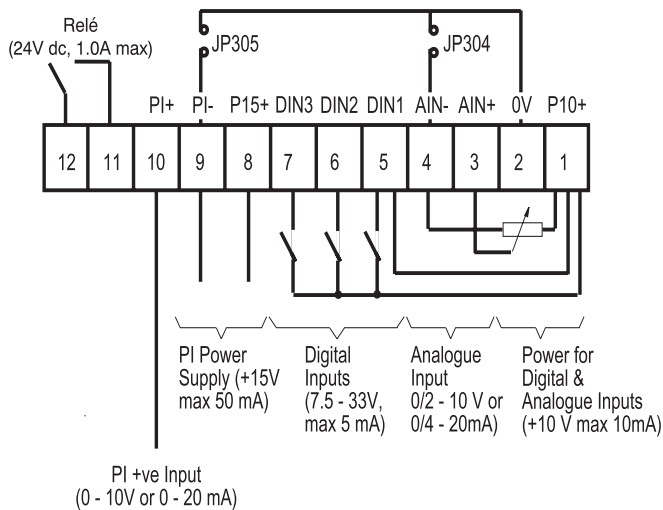 Relé
(24V dc, 1.0A max)
JP305
JP304
PI+ PI- P15+ DIN3 DIN2 DIN1 AIN- AIN+ 0V P10+
12 11 10 9 8 7 6 5 4 3 2 1
PI Power
Supply (+15V
max 50 mA)
Digital
Inputs
(7.5 - 33V,
max 5 mA)
Analogue
Input
0/2 - 10 V or
0/4 - 20mA)
Power for
Digital &
Analogue Inputs
(+10 V max 10mA)
PI +ve Input
(0 - 10V or 0 - 20 mA)